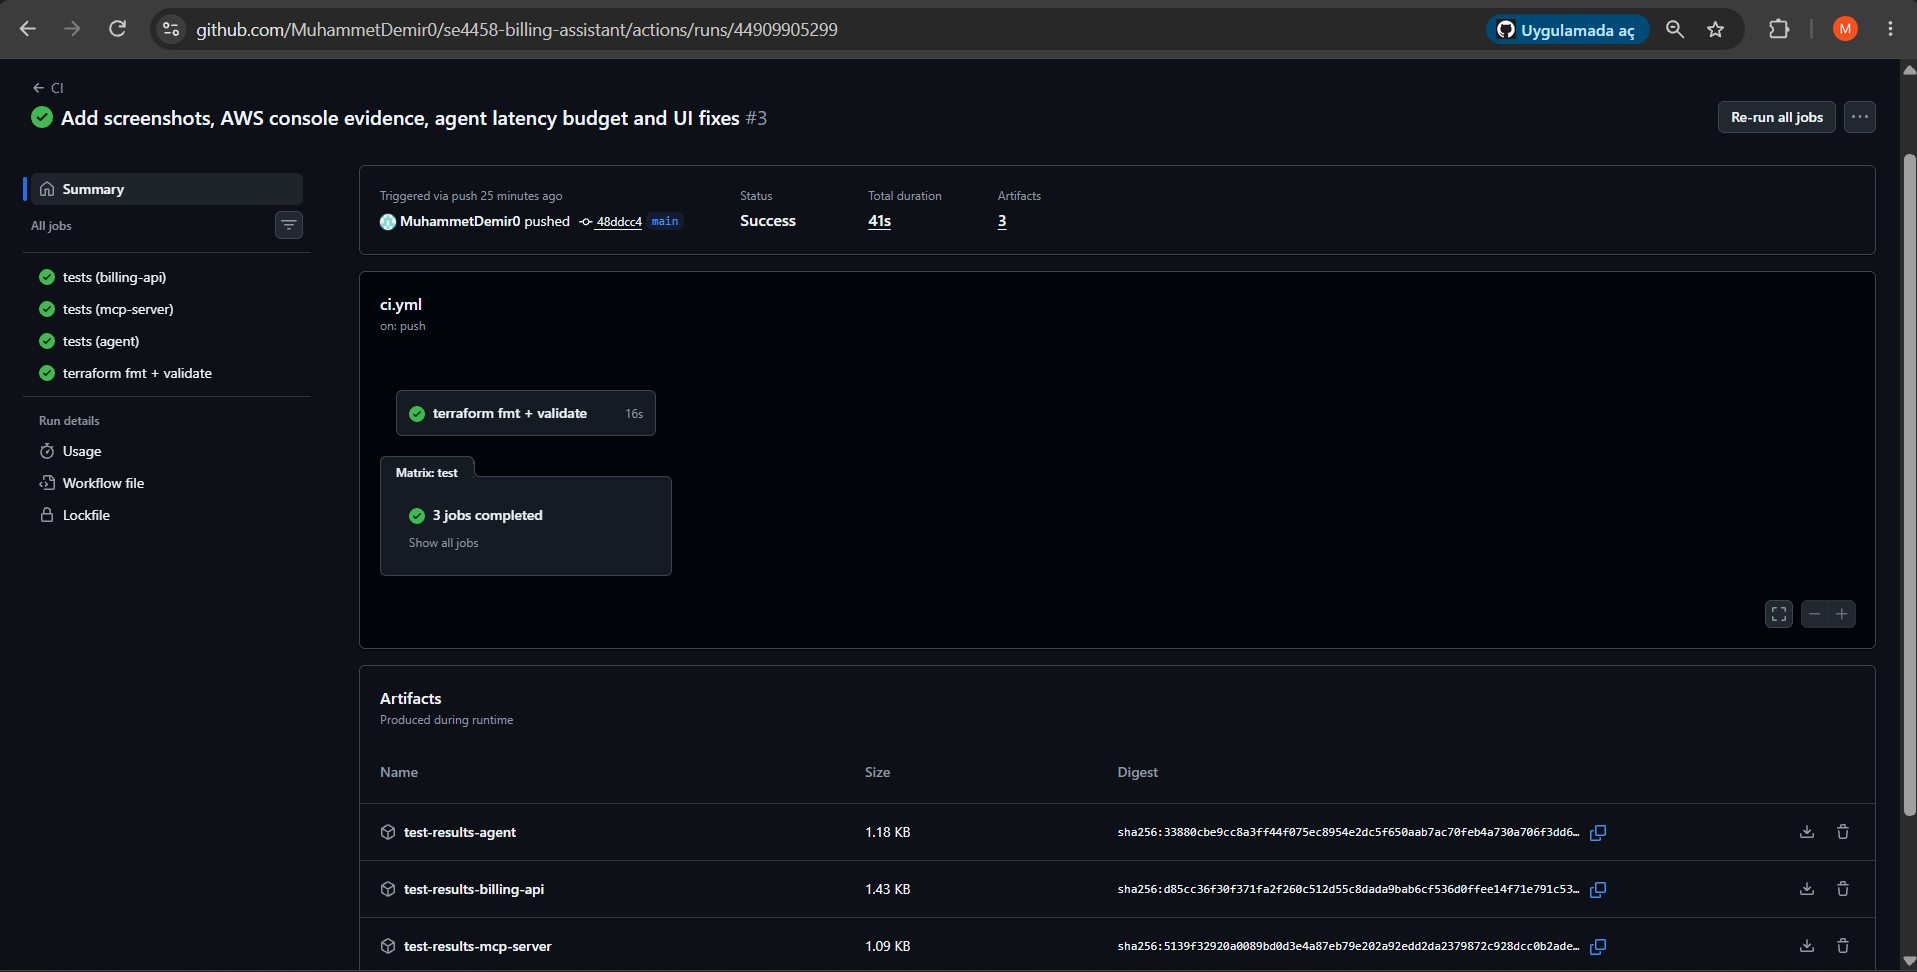 github.com/MuhammetDemir0/se4458-billing-assistant/actions/runs/44909905299
Uygulamada aç
M
CI
Add screenshots, AWS console evidence, agent latency budget and UI fixes #3
Re-run all jobs
Summary
All jobs
tests (billing-api)
tests (mcp-server)
tests (agent)
terraform fmt + validate
Run details
Usage
Workflow file
Lockfile
Triggered via push 25 minutes ago
MuhammetDemir0 pushed 48ddcc4 main
Status
Success
Total duration
41s
Artifacts
3
ci.yml
on: push
terraform fmt + validate 16s
Matrix: test
3 jobs completed
Show all jobs
Artifacts
Produced during runtime
Name Size Digest
test-results-agent 1.18 KB sha256:33880cbe9cc8a3ff44f075ec8954e2dc5f650aab7ac70feb4a730a706f3dd6…
test-results-billing-api 1.43 KB sha256:d85cc36f30f371fa2f260c512d55c8dada9bab6cf536d0ffee14f71e791c53…
test-results-mcp-server 1.09 KB sha256:5139f32920a0089bd0d3e4a87eb79e202a92edd2da2379872c928dcc0b2ade…